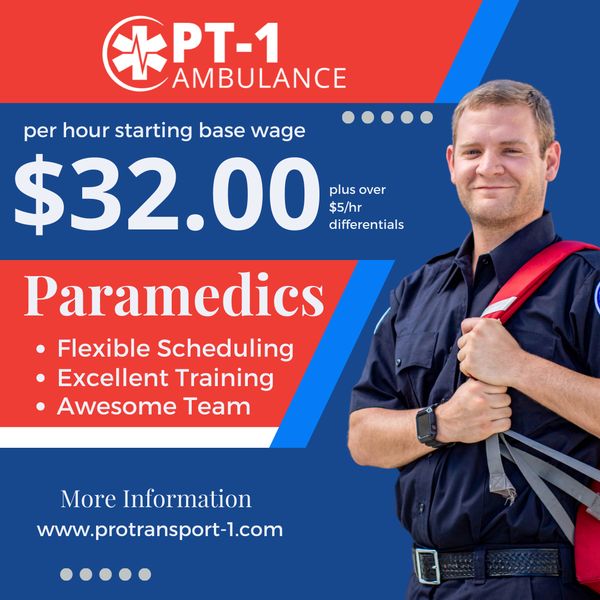 PT-1
AMBULANCE
per hour starting base wage
$32.00
plus over
$5/hr
differentials
Paramedics
• Flexible Scheduling
• Excellent Training
• Awesome Team
More Information
www.protransport-1.com